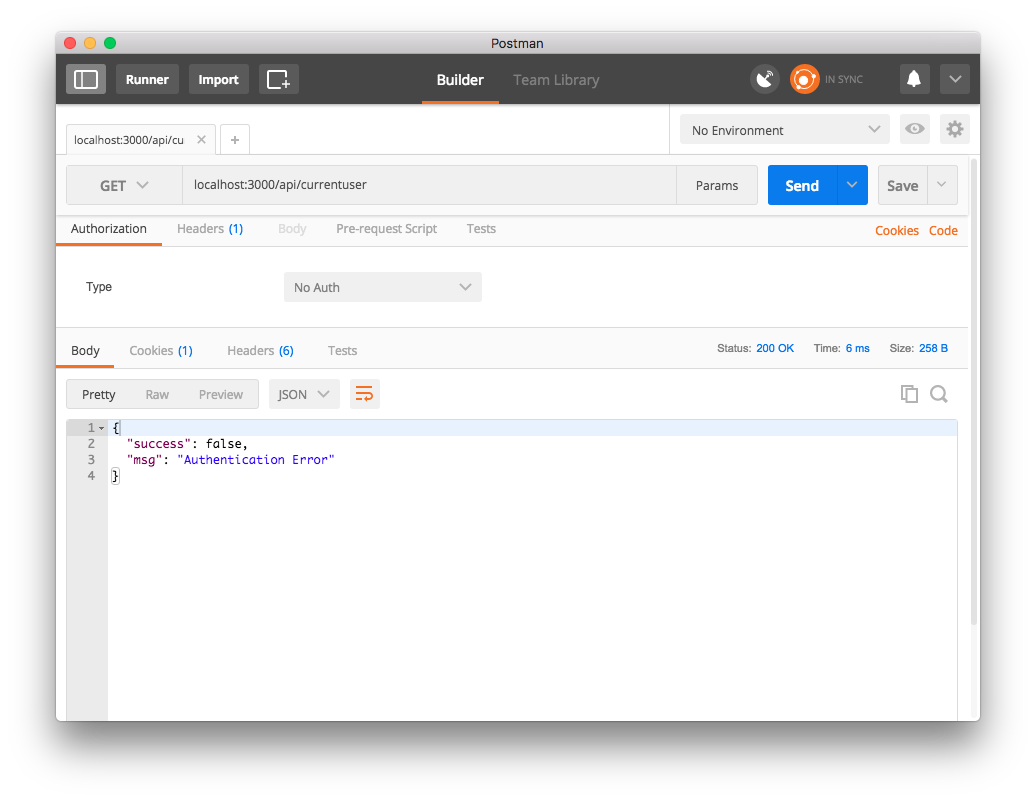 Postman
Runner
Import
Builder
Team Library
IN SYNC
localhost:3000/api/cu
No Environment
GET
localhost:3000/api/currentuser
Params
Send
Save
Authorization
Headers (1)
Body
Pre-request Script
Tests
Cookies
Code
Type
No Auth
Body
Cookies (1)
Headers (6)
Tests
Status: 200 OK
Time: 6 ms
Size: 258 B
Pretty
Raw
Preview
JSON
1 {
2 "success": false,
3 "msg": "Authentication Error"
4 }